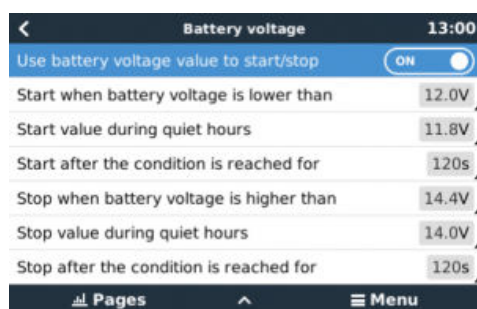 Battery voltage 13:00
Use battery voltage value to start/stop ON
Start when battery voltage is lower than 12.0V
Start value during quiet hours 11.8V
Start after the condition is reached for 120s
Stop when battery voltage is higher than 14.4V
Stop value during quiet hours 14.0V
Stop after the condition is reached for 120s
Pages Menu